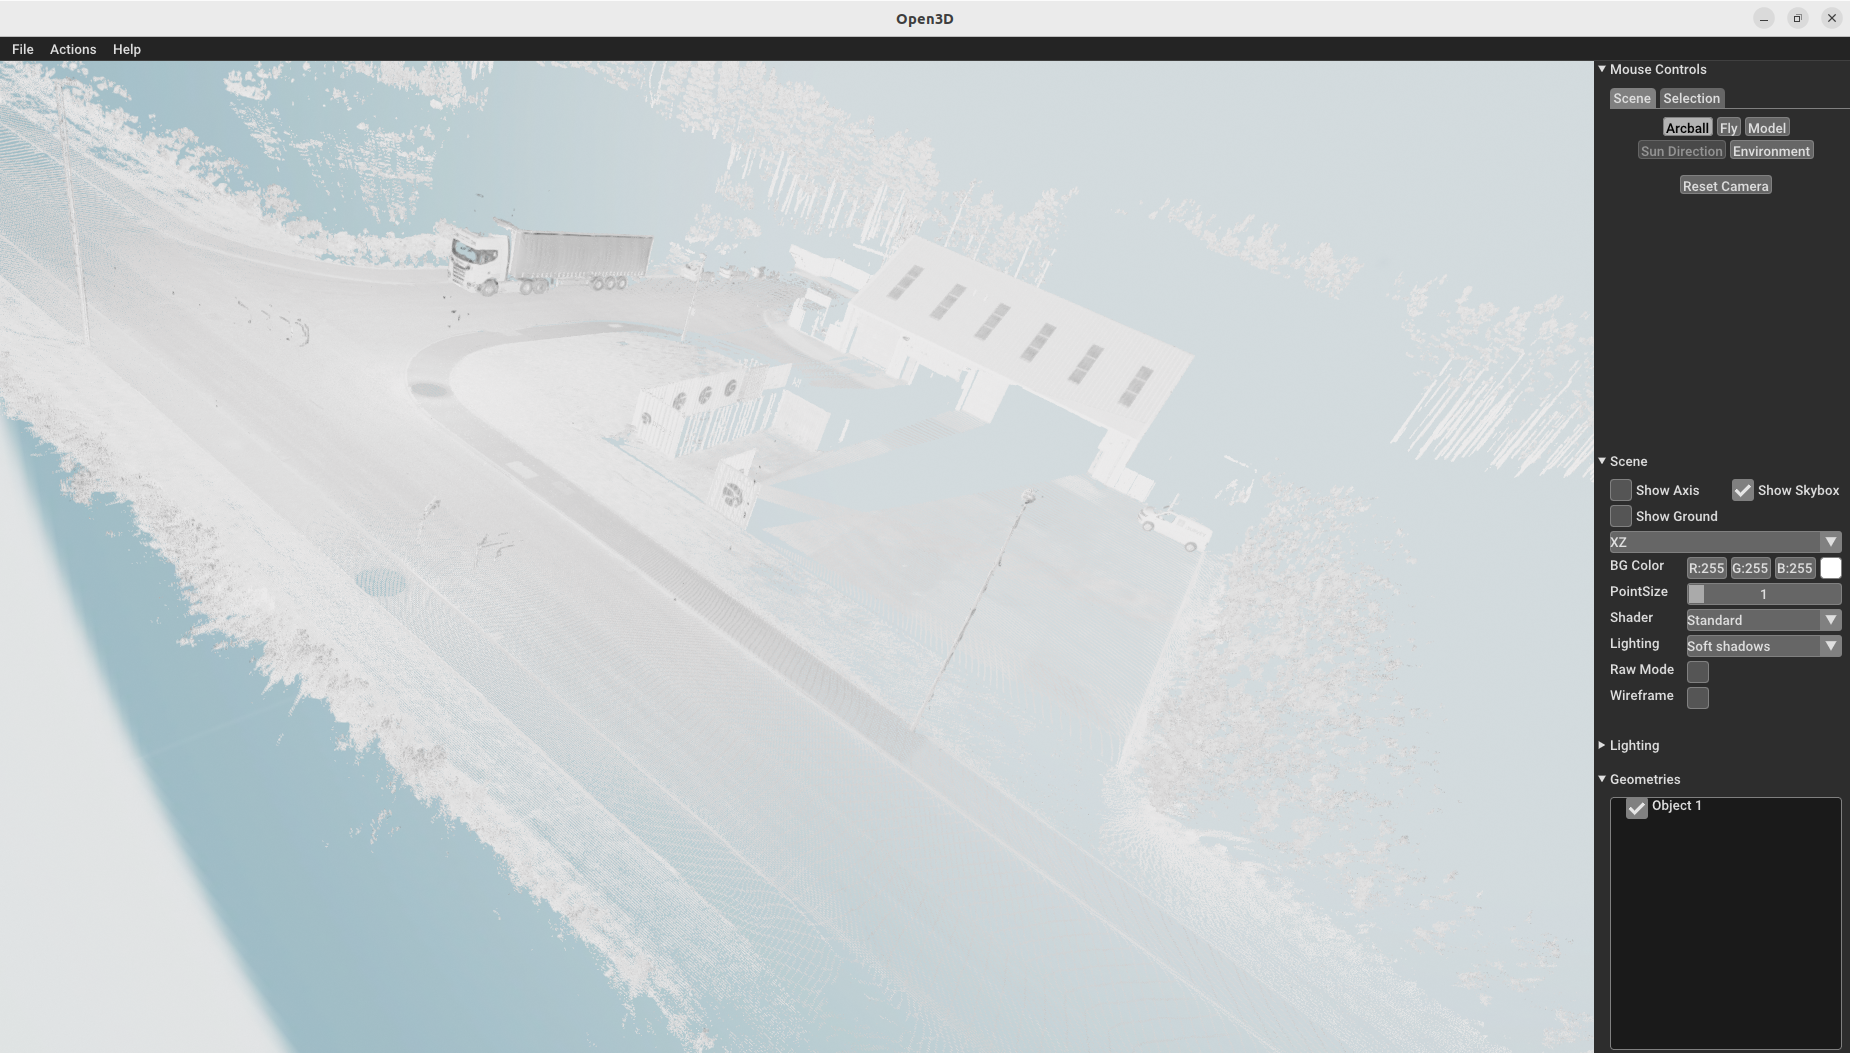 Open3D
File Actions Help
Mouse Controls
Scene Selection
Arcball Fly Model
Sun Direction Environment
Reset Camera
Scene
Show Axis Show Skybox
Show Ground
XZ
BG Color R:255 G:255 B:255
PointSize 1
Shader Standard
Lighting Soft shadows
Raw Mode
Wireframe
Lighting
Geometries
Object 1